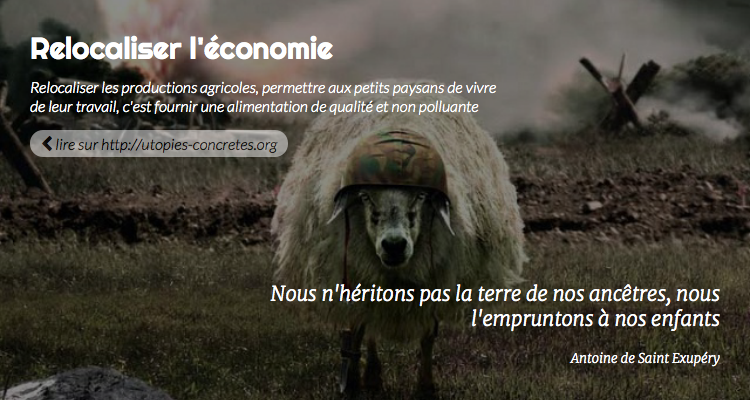 Relocaliser l'économie
Relocaliser les productions agricoles, permettre aux petits paysans de vivre
de leur travail, c'est fournir une alimentation de qualité et non polluante
lire sur http://utopies-concretes.org
Nous n'héritons pas la terre de nos ancêtres, nous
l'empruntons à nos enfants
Antoine de Saint Exupéry